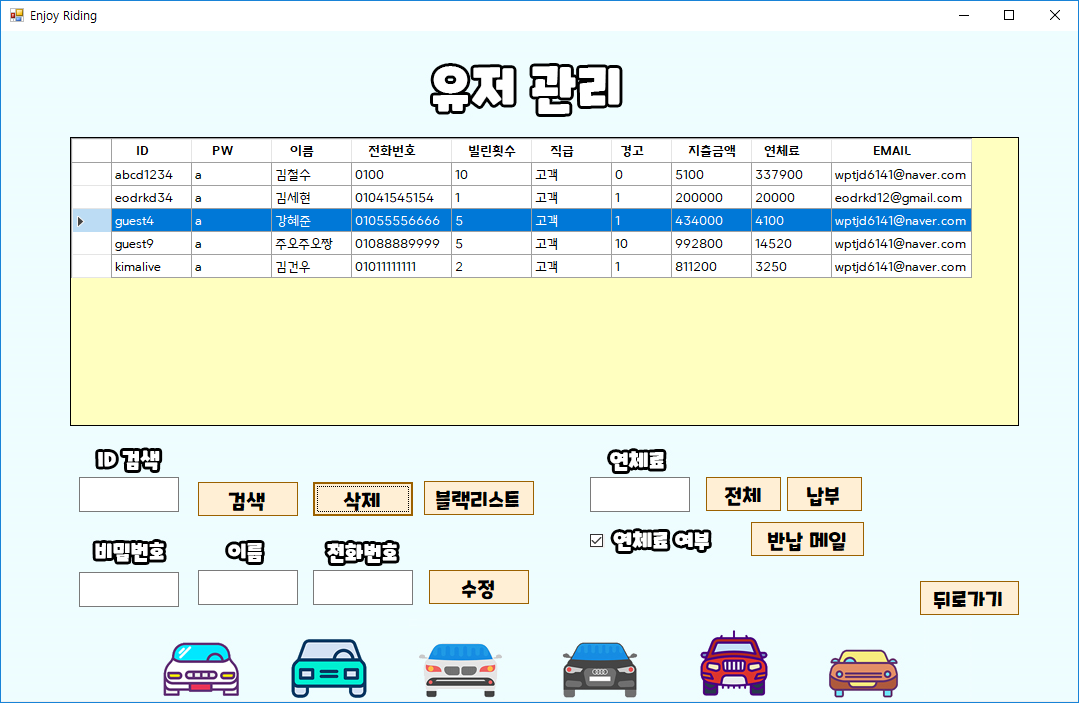 Enjoy Riding
유저 관리
ID PW 이름 전화번호 빌린횟수 직급 경고 지출금액 연체료 EMAIL
abcd1234 a 김철수 0100 10 고객 0 5100 337900 wptjd6141@naver.com
eodrkd34 a 김세현 01041545154 1 고객 1 200000 20000 eodrkd12@gmail.com
guest4 a 강혜준 01055556666 5 고객 1 434000 4100 wptjd6141@naver.com
guest9 a 주오주오짱 01088889999 5 고객 10 992800 14520 wptjd6141@naver.com
kimalive a 김건우 01011111111 2 고객 1 811200 3250 wptjd6141@naver.com
ID 검색 연체료
검색 삭제 블랙리스트 전체 납부
연체료 여부 반납 메일
비밀번호 이름 전화번호
수정
뒤로가기